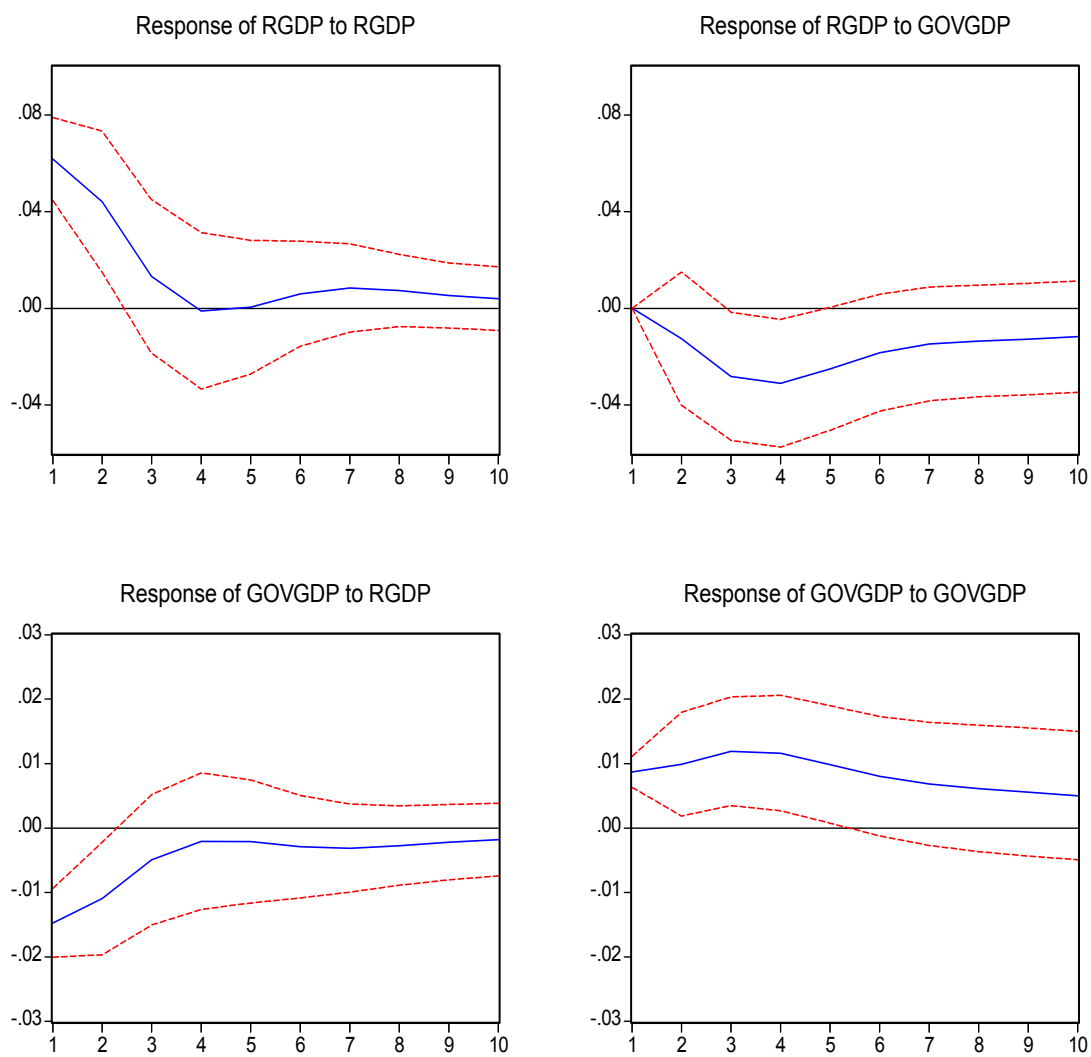 Response of RGDP to RGDP
.08
.04
.00
-.04
1 2 3 4 5 6 7 8 9 10
Response of RGDP to GOVGDP
.08
.04
.00
-.04
1 2 3 4 5 6 7 8 9 10
Response of GOVGDP to RGDP
.03
.02
.01
.00
-.01
-.02
-.03
1 2 3 4 5 6 7 8 9 10
Response of GOVGDP to GOVGDP
.03
.02
.01
.00
-.01
-.02
-.03
1 2 3 4 5 6 7 8 9 10